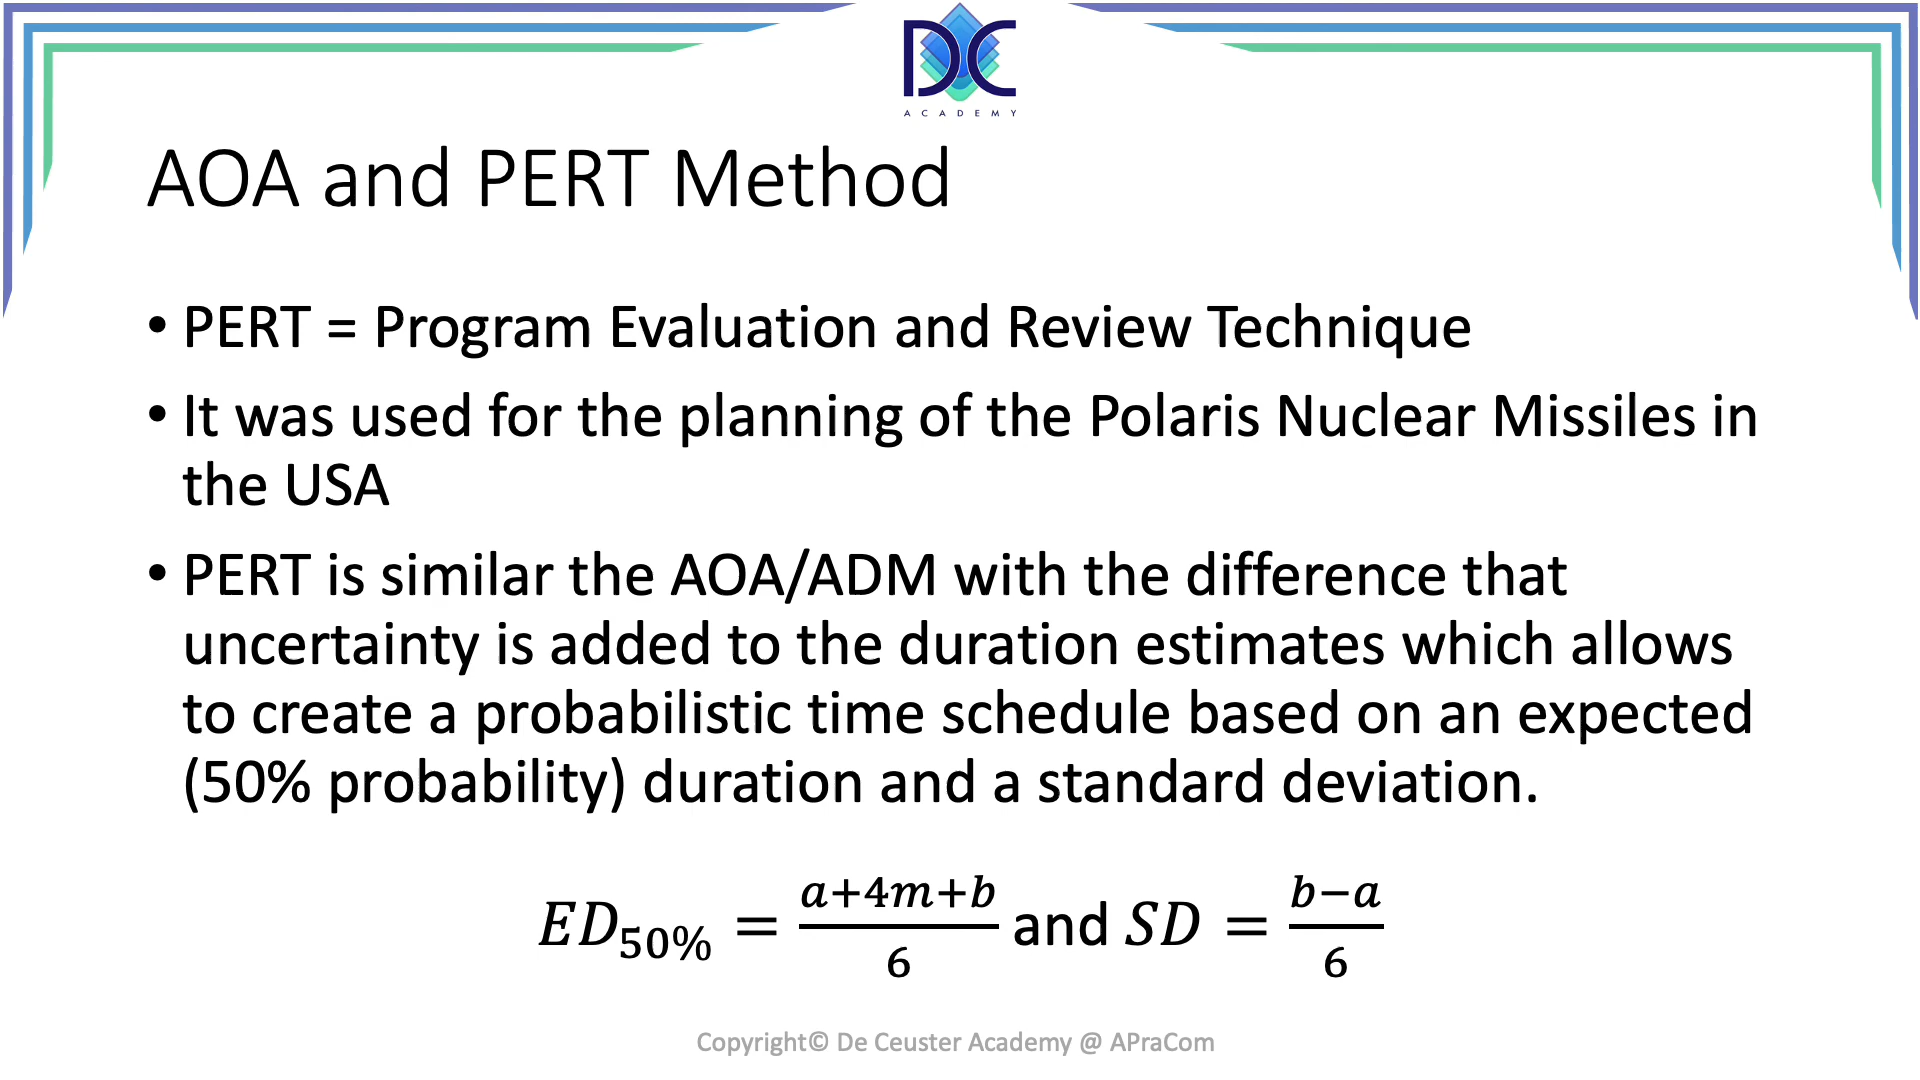 DC
ACADEMY
AOA and PERT Method
• PERT = Program Evaluation and Review Technique
• It was used for the planning of the Polaris Nuclear Missiles in
the USA
• PERT is similar the AOA/ADM with the difference that
uncertainty is added to the duration estimates which allows
to create a probabilistic time schedule based on an expected
(50% probability) duration and a standard deviation.
ED₅₀% = (a+4m+b)/6 and SD = (b−a)/6
Copyright© De Ceuster Academy @ APraCom